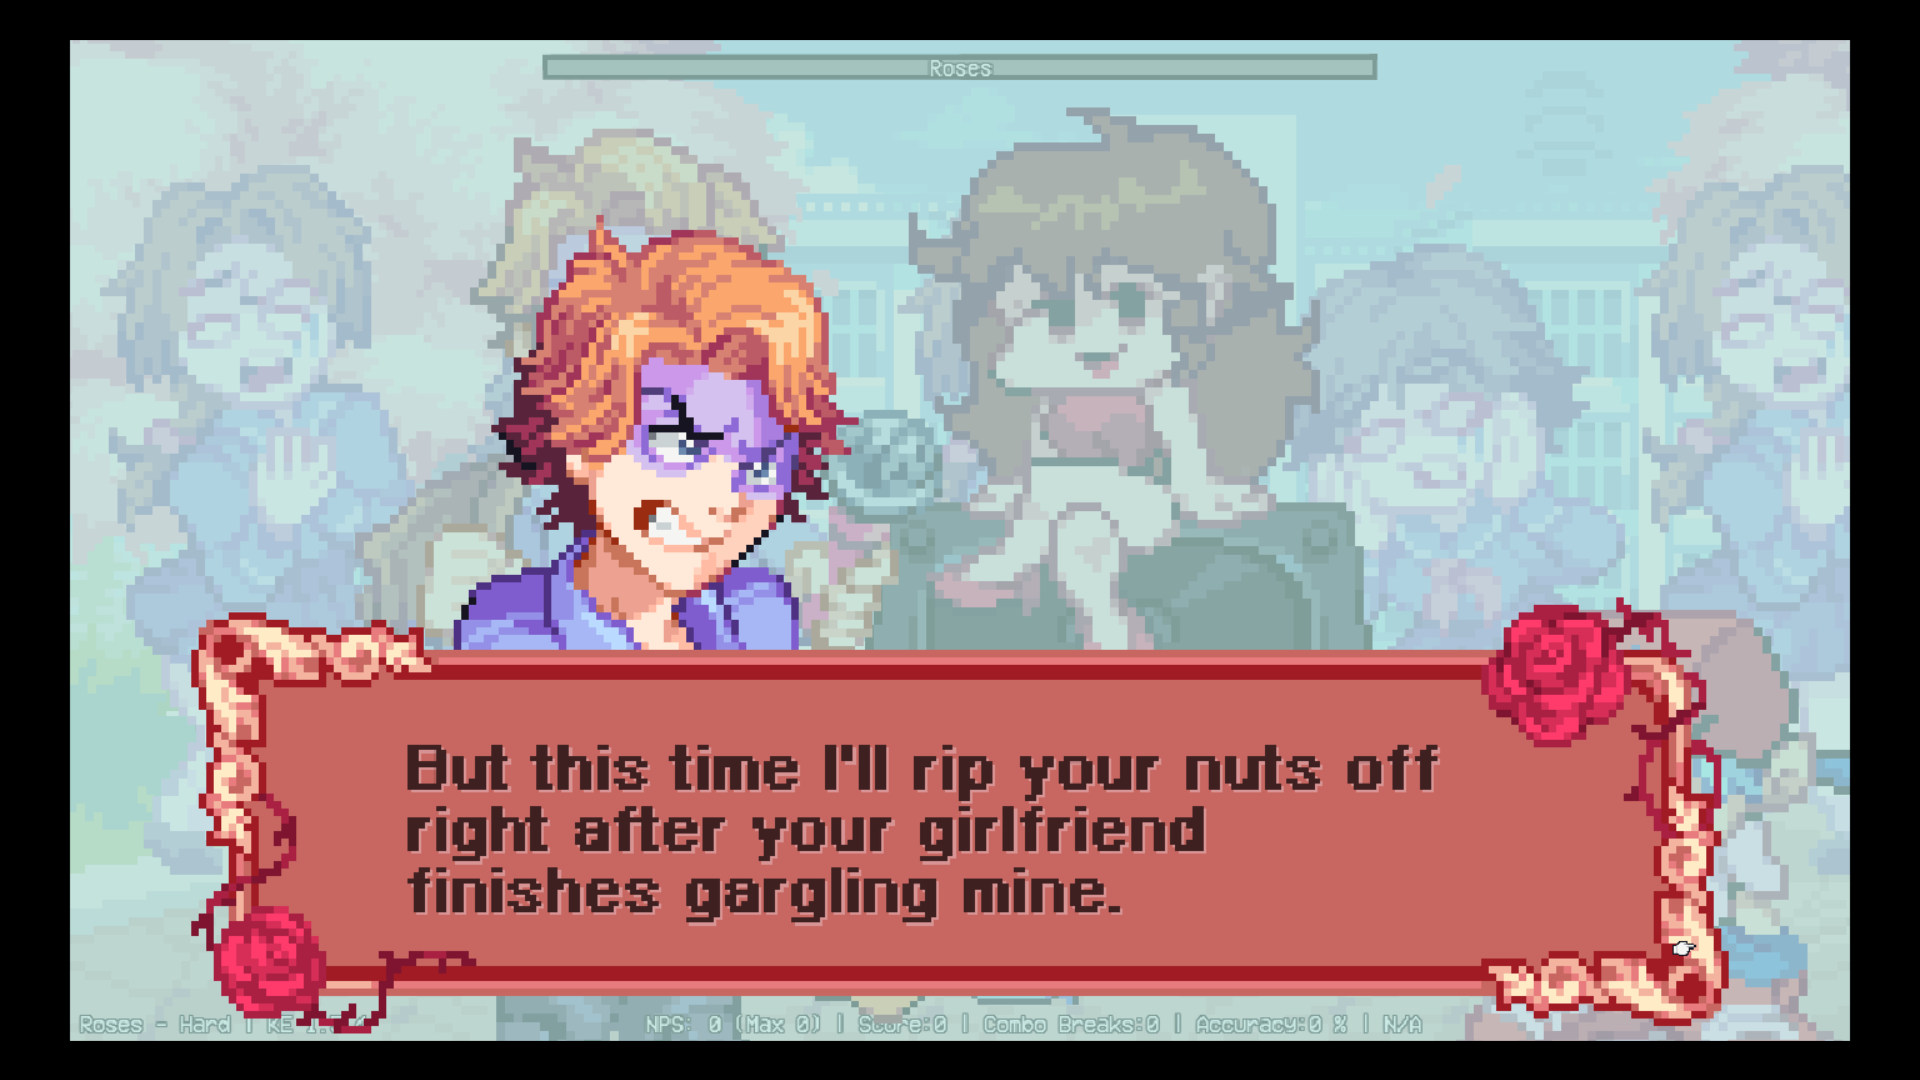 Roses
But this time I'll rip your nuts off
right after your girlfriend
finishes gargling mine.
Roses - Hard | KE
NPS: 0 (Max 0) | Score:0 | Combo Breaks:0 | Accuracy:0 % | N/A